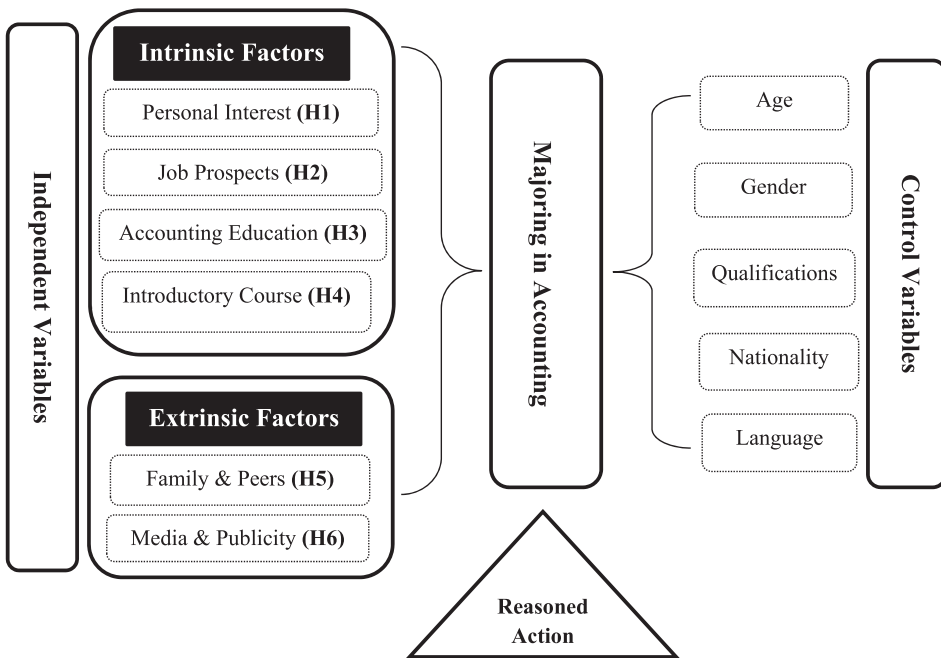 Independent Variables
Intrinsic Factors
Personal Interest (H1)
Job Prospects (H2)
Accounting Education (H3)
Introductory Course (H4)
Extrinsic Factors
Family & Peers (H5)
Media & Publicity (H6)
Majoring in Accounting
Reasoned
Action
Age
Gender
Qualifications
Nationality
Language
Control Variables